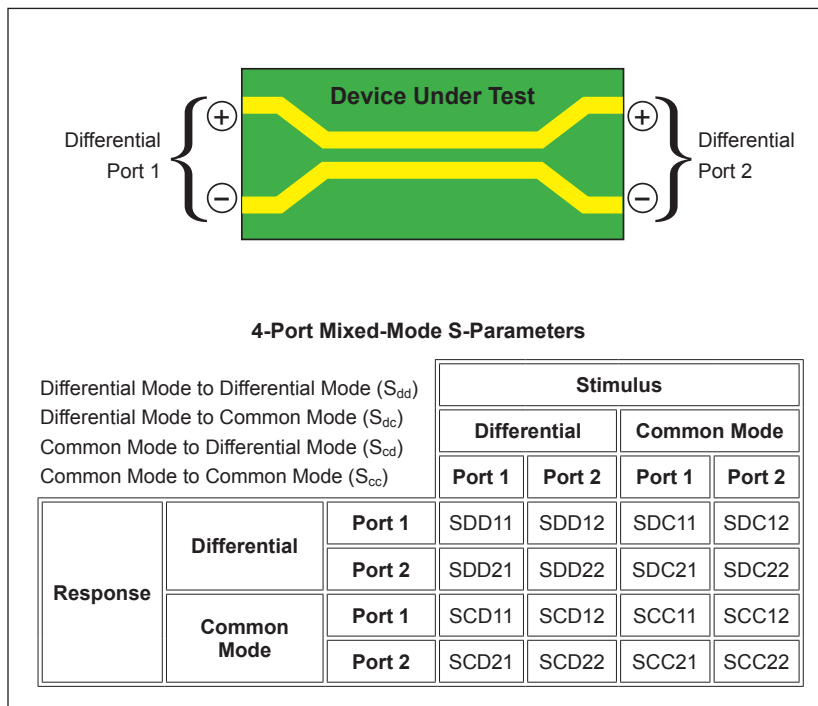 Device Under Test
Differential
Port 1
+
−
+
−
Differential
Port 2
4-Port Mixed-Mode S-Parameters
Differential Mode to Differential Mode (Sdd)
Differential Mode to Common Mode (Sdc)
Common Mode to Differential Mode (Scd)
Common Mode to Common Mode (Scc)
Stimulus
Differential Common Mode
Port 1 Port 2 Port 1 Port 2
Response
Differential
Port 1 SDD11 SDD12 SDC11 SDC12
Port 2 SDD21 SDD22 SDC21 SDC22
Common
Mode
Port 1 SCD11 SCD12 SCC11 SCC12
Port 2 SCD21 SCD22 SCC21 SCC22